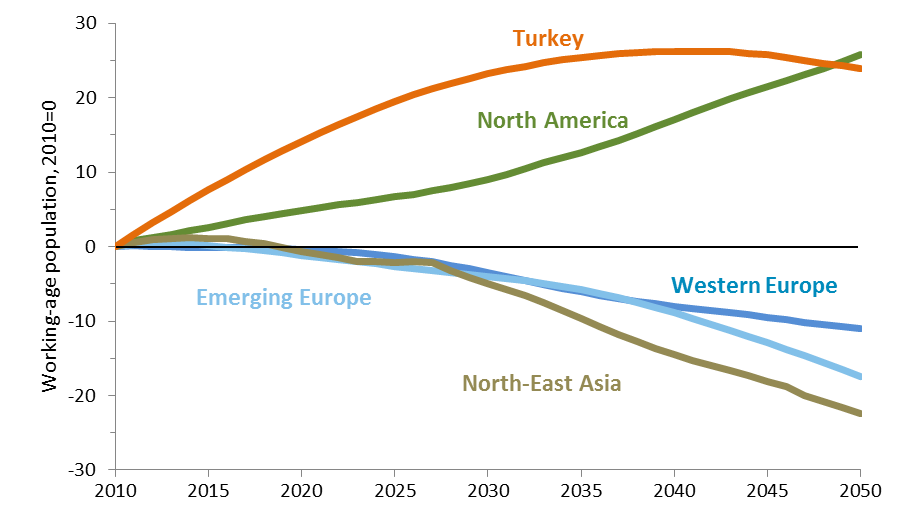 Working-age population, 2010=0
30
20
10
0
-10
-20
-30
Turkey
North America
Western Europe
Emerging Europe
North-East Asia
2010 2015 2020 2025 2030 2035 2040 2045 2050